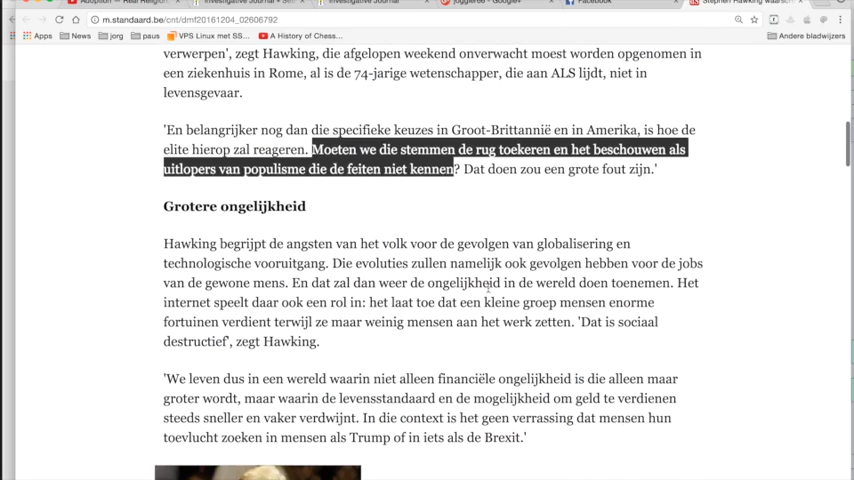 Adoption — Real Religion
Investigative Journal
Investigative Journal
Facebook
Stephen Hawking waarsch
m.standaard.be/cnt/dmf20161204_02606792
Apps News jorg paus VPS Linux met SS... A History of Chess... Andere bladwijzers
verwerpen', zegt Hawking, die afgelopen weekend onverwacht moest worden opgenomen
in een ziekenhuis in Rome, al is de 74-jarige wetenschapper, die aan ALS lijdt, niet in
levensgevaar.
'En belangrijker nog dan die specifieke keuzes in Groot-Brittannië en in Amerika, is hoe de
elite hierop zal reageren. Moeten we die stemmen de rug toekeren en het beschouwen als
uitlopers van populisme die de feiten niet kennen? Dat doen zou een grote fout zijn.'
Grotere ongelijkheid
Hawking begrijpt de angsten van het volk voor de gevolgen van globalisering en
technologische vooruitgang. Die evoluties zullen namelijk ook gevolgen hebben voor de jobs
van de gewone mens. En dat zal dan weer de ongelijkheid in de wereld doen toenemen. Het
internet speelt daar ook een rol in: het laat toe dat een kleine groep mensen enorme
fortuinen verdient terwijl ze maar weinig mensen aan het werk zetten. 'Dat is sociaal
destructief', zegt Hawking.
'We leven dus in een wereld waarin niet alleen financiële ongelijkheid is die alleen maar
groter wordt, maar waarin de levensstandaard en de mogelijkheid om geld te verdienen
steeds sneller en vaker verdwijnt. In die context is het geen verrassing dat mensen hun
toevlucht zoeken in mensen als Trump of in iets als de Brexit.'